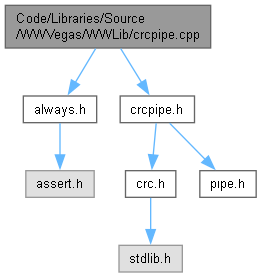 Code/Libraries/Source
/WWVegas/WWLib/crcpipe.cpp
always.h
crcpipe.h
assert.h
crc.h
pipe.h
stdlib.h